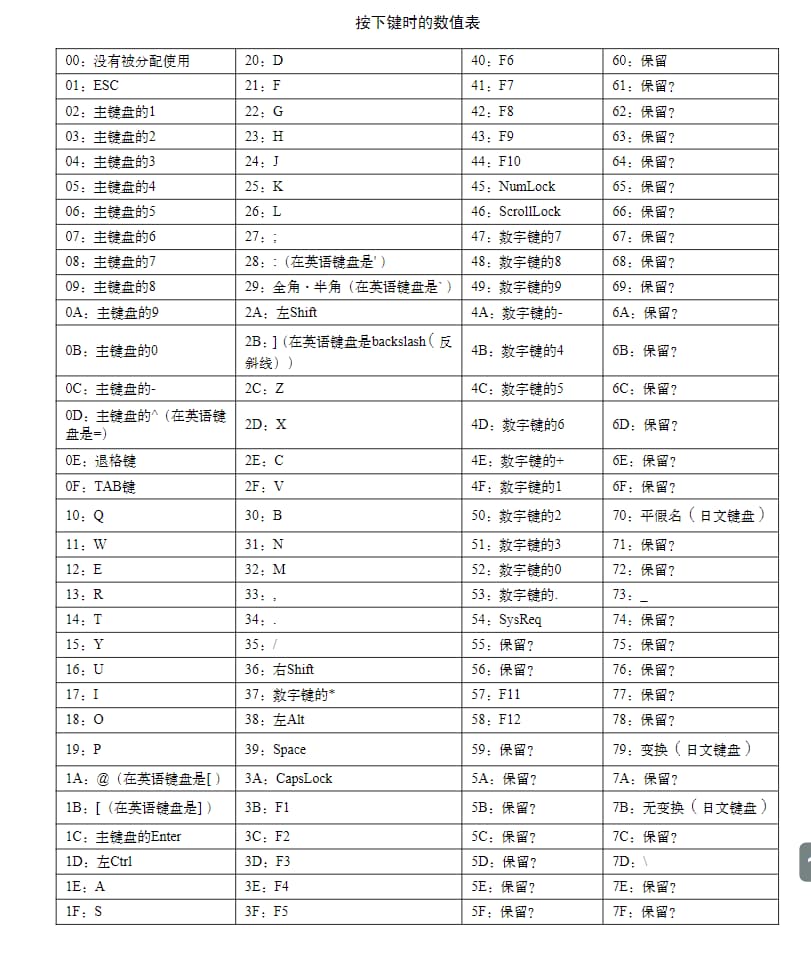 按下键时的数值表
00：没有被分配使用 20：D 40：F6 60：保留
01：ESC 21：F 41：F7 61：保留？
02：主键盘的1 22：G 42：F8 62：保留？
03：主键盘的2 23：H 43：F9 63：保留？
04：主键盘的3 24：J 44：F10 64：保留？
05：主键盘的4 25：K 45：NumLock 65：保留？
06：主键盘的5 26：L 46：ScrollLock 66：保留？
07：主键盘的6 27：; 47：数字键的7 67：保留？
08：主键盘的7 28：:（在英语键盘是'） 48：数字键的8 68：保留？
09：主键盘的8 29：全角·半角（在英语键盘是`） 49：数字键的9 69：保留？
0A：主键盘的9 2A：左Shift 4A：数字键的- 6A：保留？
0B：主键盘的0 2B：]（在英语键盘是backslash（反
斜线）） 4B：数字键的4 6B：保留？
0C：主键盘的- 2C：Z 4C：数字键的5 6C：保留？
0D：主键盘的^（在英语键
盘是=） 2D：X 4D：数字键的6 6D：保留？
0E：退格键 2E：C 4E：数字键的+ 6E：保留？
0F：TAB键 2F：V 4F：数字键的1 6F：保留？
10：Q 30：B 50：数字键的2 70：平假名（日文键盘）
11：W 31：N 51：数字键的3 71：保留？
12：E 32：M 52：数字键的0 72：保留？
13：R 33：, 53：数字键的. 73：_
14：T 34：. 54：SysReq 74：保留？
15：Y 35：/ 55：保留？ 75：保留？
16：U 36：右Shift 56：保留？ 76：保留？
17：I 37：数字键的* 57：F11 77：保留？
18：O 38：左Alt 58：F12 78：保留？
19：P 39：Space 59：保留？ 79：变换（日文键盘）
1A：@（在英语键盘是[） 3A：CapsLock 5A：保留？ 7A：保留？
1B：[（在英语键盘是]） 3B：F1 5B：保留？ 7B：无变换（日文键盘）
1C：主键盘的Enter 3C：F2 5C：保留？ 7C：保留？
1D：左Ctrl 3D：F3 5D：保留？ 7D：\
1E：A 3E：F4 5E：保留？ 7E：保留？
1F：S 3F：F5 5F：保留？ 7F：保留？